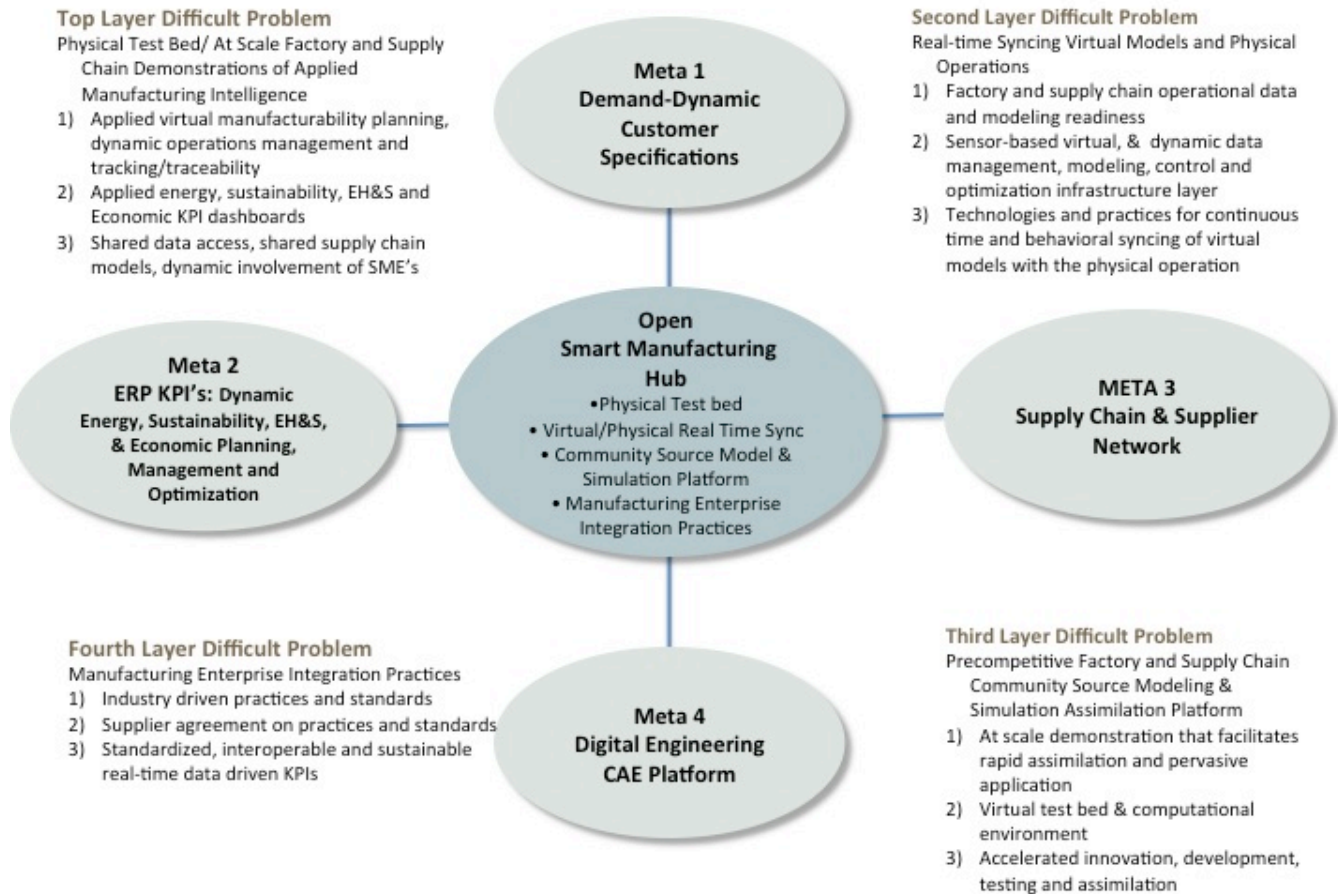 Top Layer Difficult Problem
Physical Test Bed/ At Scale Factory and Supply
Chain Demonstrations of Applied
Manufacturing Intelligence
1) Applied virtual manufacturability planning,
dynamic operations management and
tracking/traceability
2) Applied energy, sustainability, EH&S and
Economic KPI dashboards
3) Shared data access, shared supply chain
models, dynamic involvement of SME's
Meta 1
Demand-Dynamic
Customer
Specifications
Second Layer Difficult Problem
Real-time Syncing Virtual Models and Physical
Operations
1) Factory and supply chain operational data
and modeling readiness
2) Sensor-based virtual, & dynamic data
management, modeling, control and
optimization infrastructure layer
3) Technologies and practices for continuous
time and behavioral syncing of virtual
models with the physical operation
Meta 2
ERP KPI's: Dynamic
Energy, Sustainability, EH&S,
& Economic Planning,
Management and
Optimization
Open
Smart Manufacturing
Hub
•Physical Test bed
• Virtual/Physical Real Time Sync
• Community Source Model &
Simulation Platform
• Manufacturing Enterprise
Integration Practices
META 3
Supply Chain & Supplier
Network
Fourth Layer Difficult Problem
Manufacturing Enterprise Integration Practices
1) Industry driven practices and standards
2) Supplier agreement on practices and standards
3) Standardized, interoperable and sustainable
real-time data driven KPIs
Meta 4
Digital Engineering
CAE Platform
Third Layer Difficult Problem
Precompetitive Factory and Supply Chain
Community Source Modeling &
Simulation Assimilation Platform
1) At scale demonstration that facilitates
rapid assimilation and pervasive
application
2) Virtual test bed & computational
environment
3) Accelerated innovation, development,
testing and assimilation